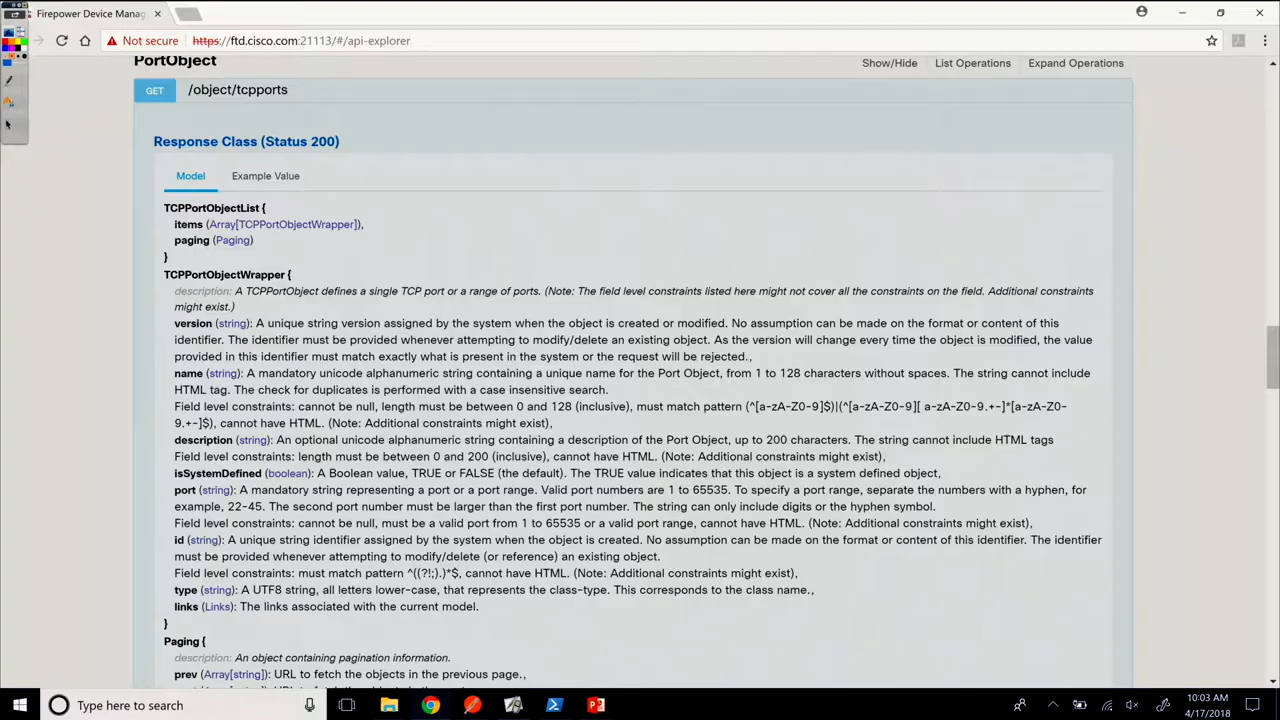 Firepower Device Manag
Not secure
https://ftd.cisco.com:21113/#/api-explorer
PortObject
Show/Hide
List Operations
Expand Operations
GET
/object/tcpports
Response Class (Status 200)
Model
Example Value
TCPPortObjectList {
items (Array[TCPPortObjectWrapper]),
paging (Paging)
}
TCPPortObjectWrapper {
description: A TCPPortObject defines a single TCP port or a range of ports. (Note: The field level constraints listed here might not cover all the constraints on the field. Additional constraints
might exist.)
version (string): A unique string version assigned by the system when the object is created or modified. No assumption can be made on the format or content of this
identifier. The identifier must be provided whenever attempting to modify/delete an existing object. As the version will change every time the object is modified, the value
provided in this identifier must match exactly what is present in the system or the request will be rejected.,
name (string): A mandatory unicode alphanumeric string containing a unique name for the Port Object, from 1 to 128 characters without spaces. The string cannot include
HTML tag. The check for duplicates is performed with a case insensitive search.
Field level constraints: cannot be null, length must be between 0 and 128 (inclusive), must match pattern (^[a-zA-Z0-9]$)|(^[a-zA-Z0-9][ a-zA-Z0-9.+-]*[a-zA-Z0-
9.+-]$), cannot have HTML. (Note: Additional constraints might exist),
description (string): An optional unicode alphanumeric string containing a description of the Port Object, up to 200 characters. The string cannot include HTML tags
Field level constraints: length must be between 0 and 200 (inclusive), cannot have HTML. (Note: Additional constraints might exist),
isSystemDefined (boolean): A Boolean value, TRUE or FALSE (the default). The TRUE value indicates that this object is a system defined object,
port (string): A mandatory string representing a port or a port range. Valid port numbers are 1 to 65535. To specify a port range, separate the numbers with a hyphen, for
example, 22-45. The second port number must be larger than the first port number. The string can only include digits or the hyphen symbol.
Field level constraints: cannot be null, must be a valid port from 1 to 65535 or a valid port range, cannot have HTML. (Note: Additional constraints might exist),
id (string): A unique string identifier assigned by the system when the object is created. No assumption can be made on the format or content of this identifier. The identifier
must be provided whenever attempting to modify/delete (or reference) an existing object.
Field level constraints: must match pattern ^((?!;).)*$, cannot have HTML. (Note: Additional constraints might exist),
type (string): A UTF8 string, all letters lower-case, that represents the class-type. This corresponds to the class name.,
links (Links): The links associated with the current model.
}
Paging {
description: An object containing pagination information.
prev (Array[string]): URL to fetch the objects in the previous page.,
Type here to search
10:03 AM
4/17/2018